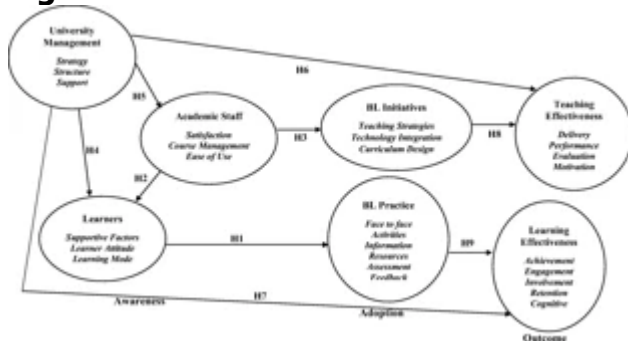 University
Management
Strategy
Structure
Support
H6
H5
Academic Staff
Satisfaction
Course Management
Ease of Use
H3
BL Initiatives
Teaching Strategies
Technology Integration
Curriculum Design
H8
Teaching
Effectiveness
Delivery
Performance
Evaluation
Motivation
H4
H2
Learners
Supportive Factors
Learner Attitude
Learning Mode
H1
BL Practice
Face to face
Activities
Information
Resources
Assessment
Feedback
H9
Learning
Effectiveness
Achievement
Engagement
Involvement
Retention
Cognitive
H7
Awareness
Adoption
Outcome